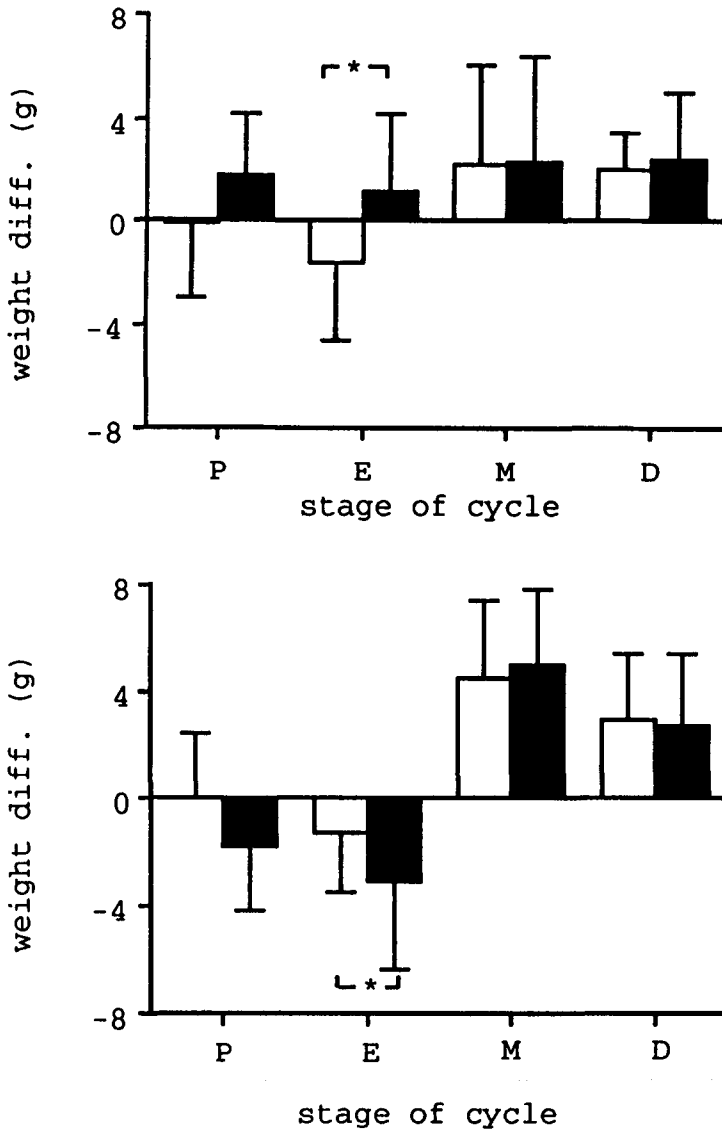 weight diff. (g)
8
4
0
-4
-8
*
P E M D
stage of cycle
weight diff. (g)
8
4
0
-4
-8
*
P E M D
stage of cycle